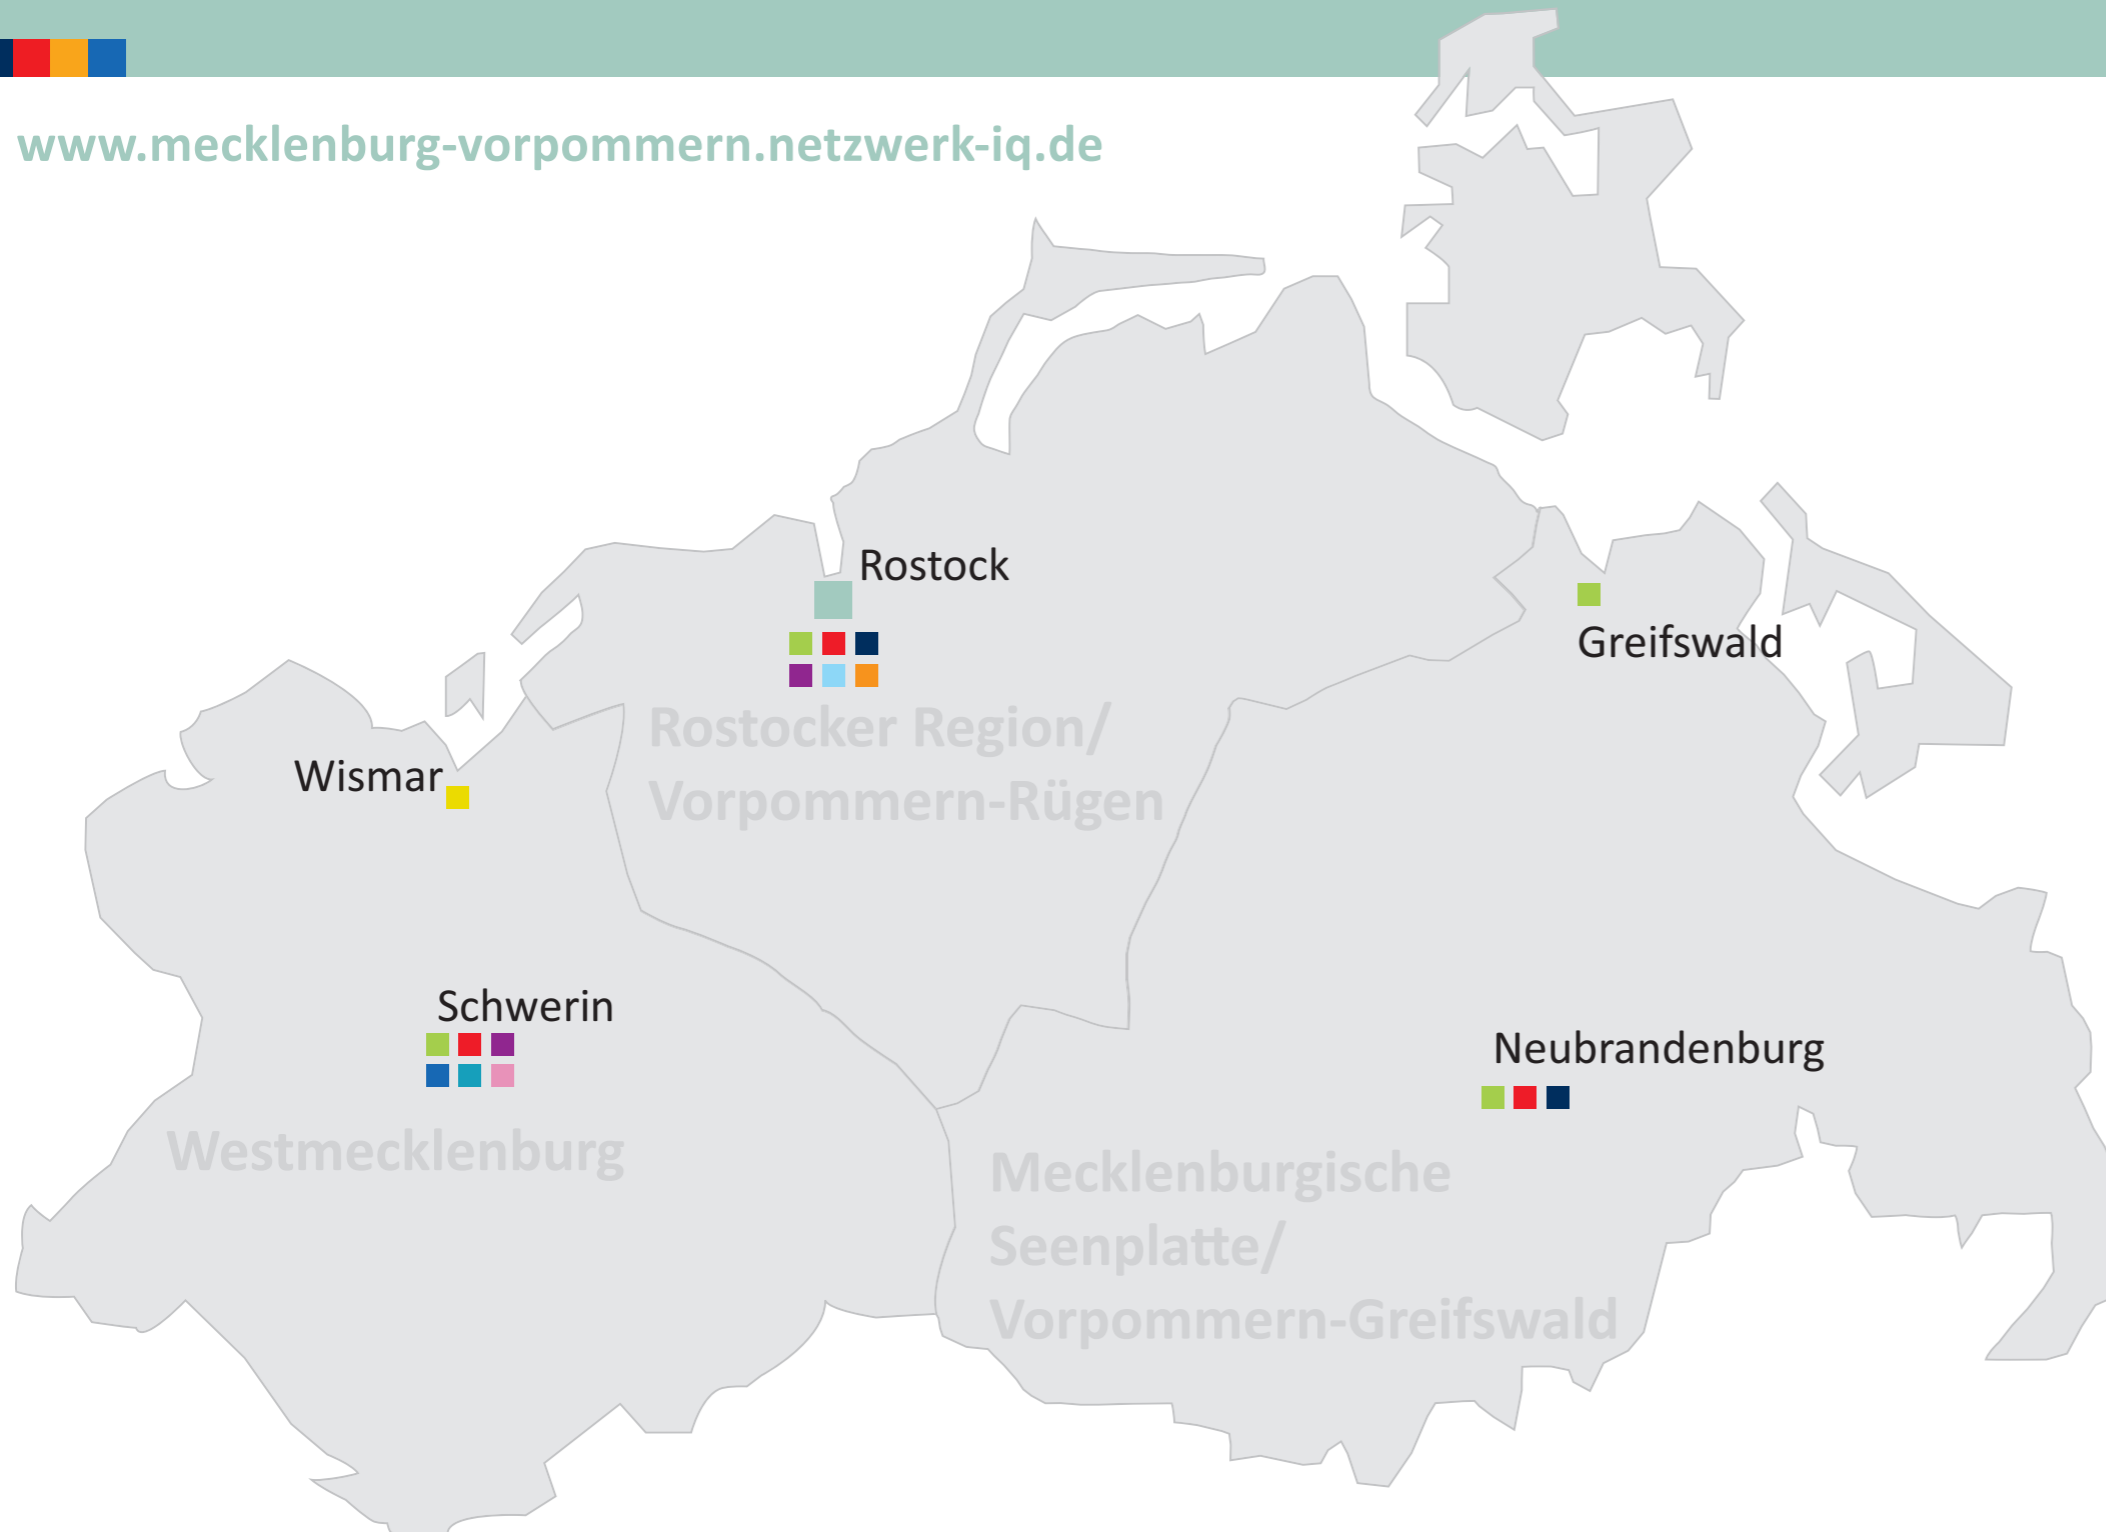 www.mecklenburg-vorpommern.netzwerk-iq.de
Rostock
Greifswald
Rostocker Region/
Vorpommern-Rügen
Wismar
Schwerin
Neubrandenburg
Westmecklenburg
Mecklenburgische
Seenplatte/
Vorpommern-Greifswald